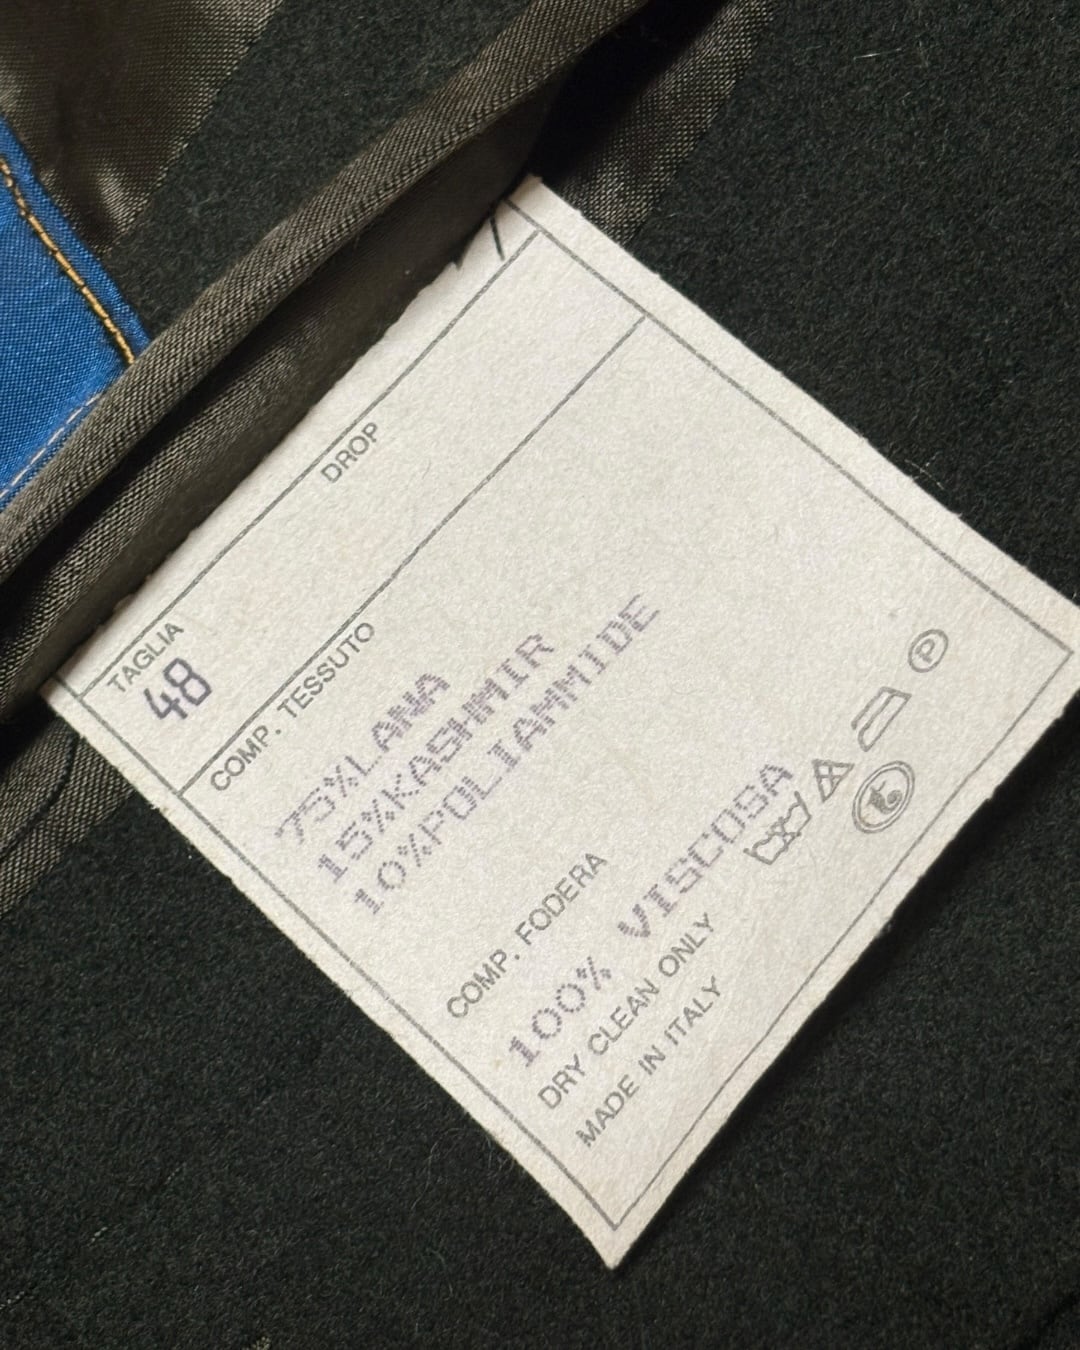 DROP
TAGLIA
48
COMP. TESSUTO
75%LANA
15%KASHMIR
10%POLIAMMIDE
COMP. FODERA
100% VISCOSA
DRY CLEAN ONLY
MADE IN ITALY
P
t